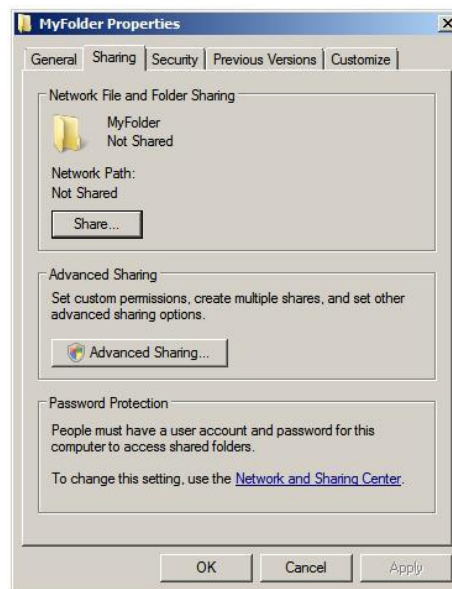 MyFolder Properties
General Sharing Security Previous Versions Customize
Network File and Folder Sharing
MyFolder
Not Shared
Network Path:
Not Shared
Share...
Advanced Sharing
Set custom permissions, create multiple shares, and set other
advanced sharing options.
Advanced Sharing...
Password Protection
People must have a user account and password for this
computer to access shared folders.
To change this setting, use the Network and Sharing Center.
OK Cancel Apply